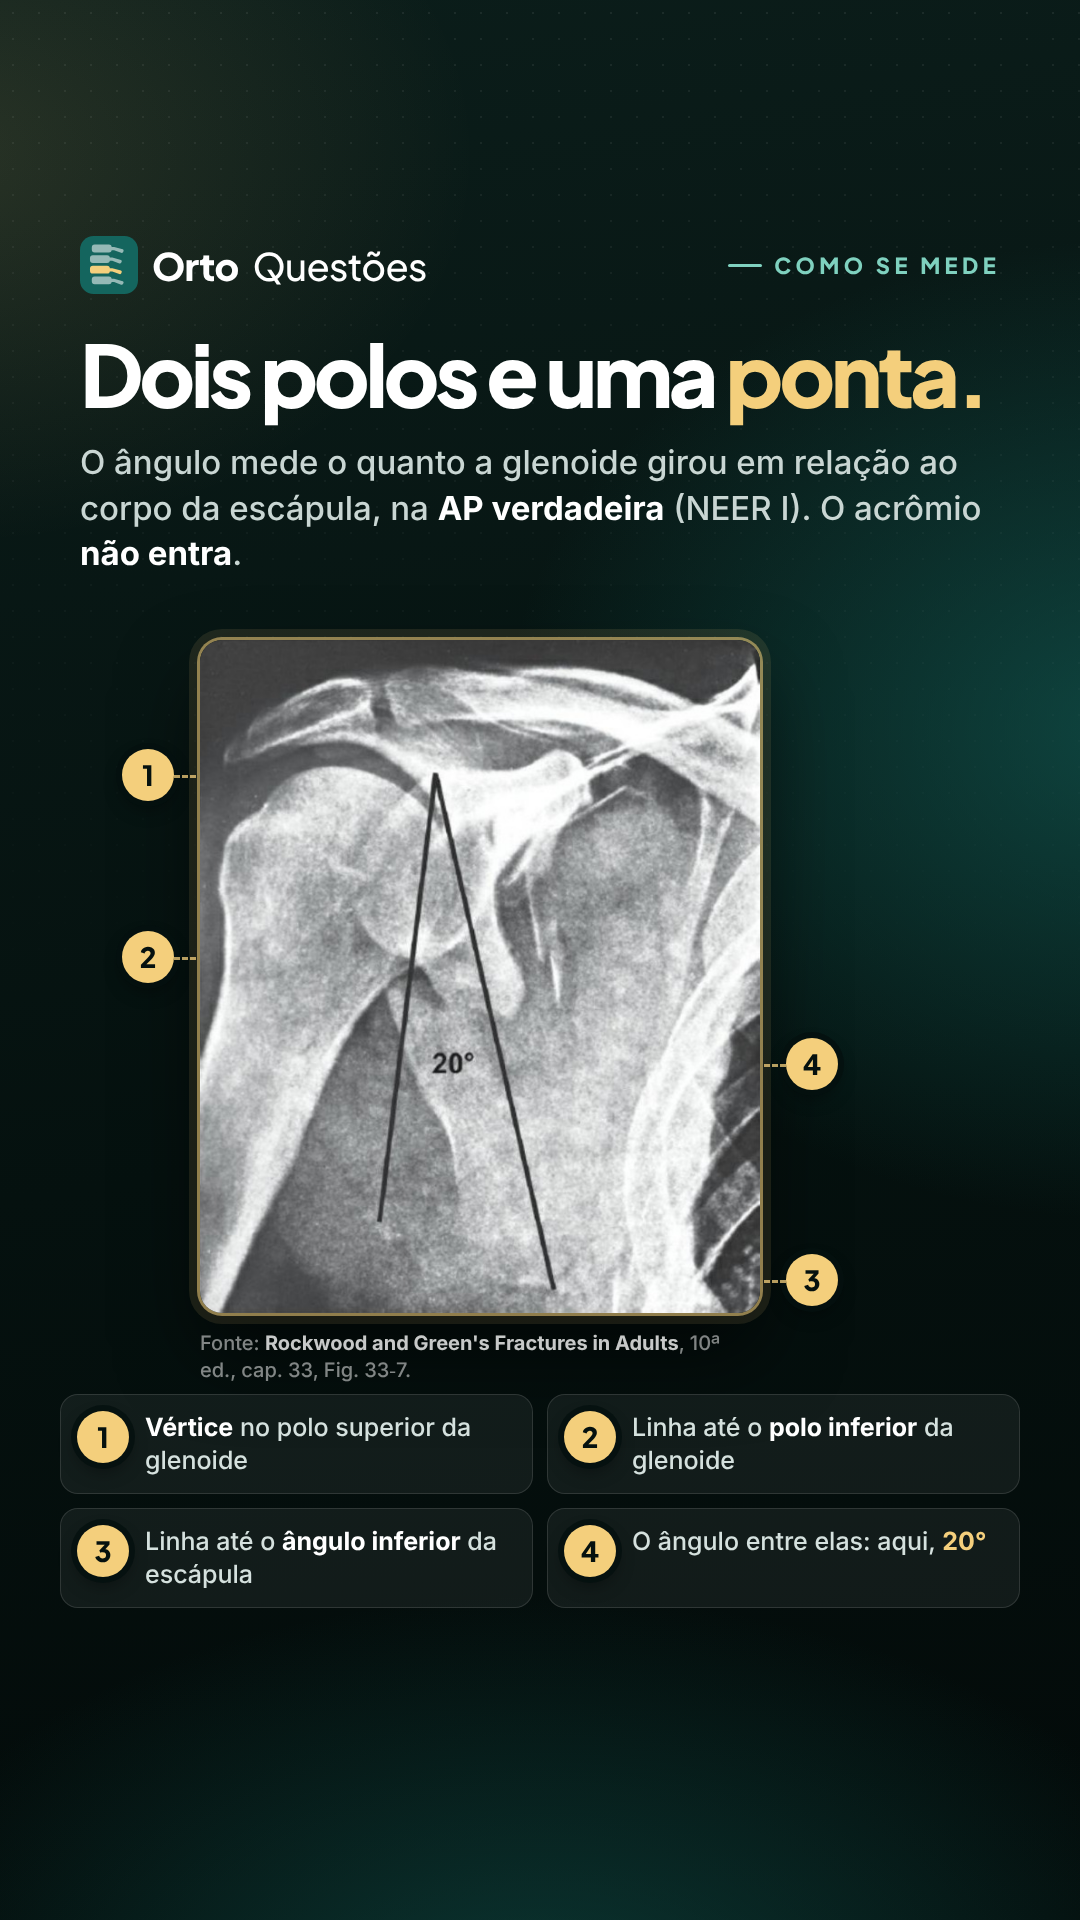 Orto Questões
— COMO SE MEDE
Dois polos e uma ponta.
O ângulo mede o quanto a glenoide girou em relação ao
corpo da escápula, na AP verdadeira (NEER I). O acrômio
não entra.
1
2
20°
4
3
Fonte: Rockwood and Green's Fractures in Adults, 10ª
ed., cap. 33, Fig. 33-7.
1 Vértice no polo superior da
glenoide
2 Linha até o polo inferior da
glenoide
3 Linha até o ângulo inferior da
escápula
4 O ângulo entre elas: aqui, 20°